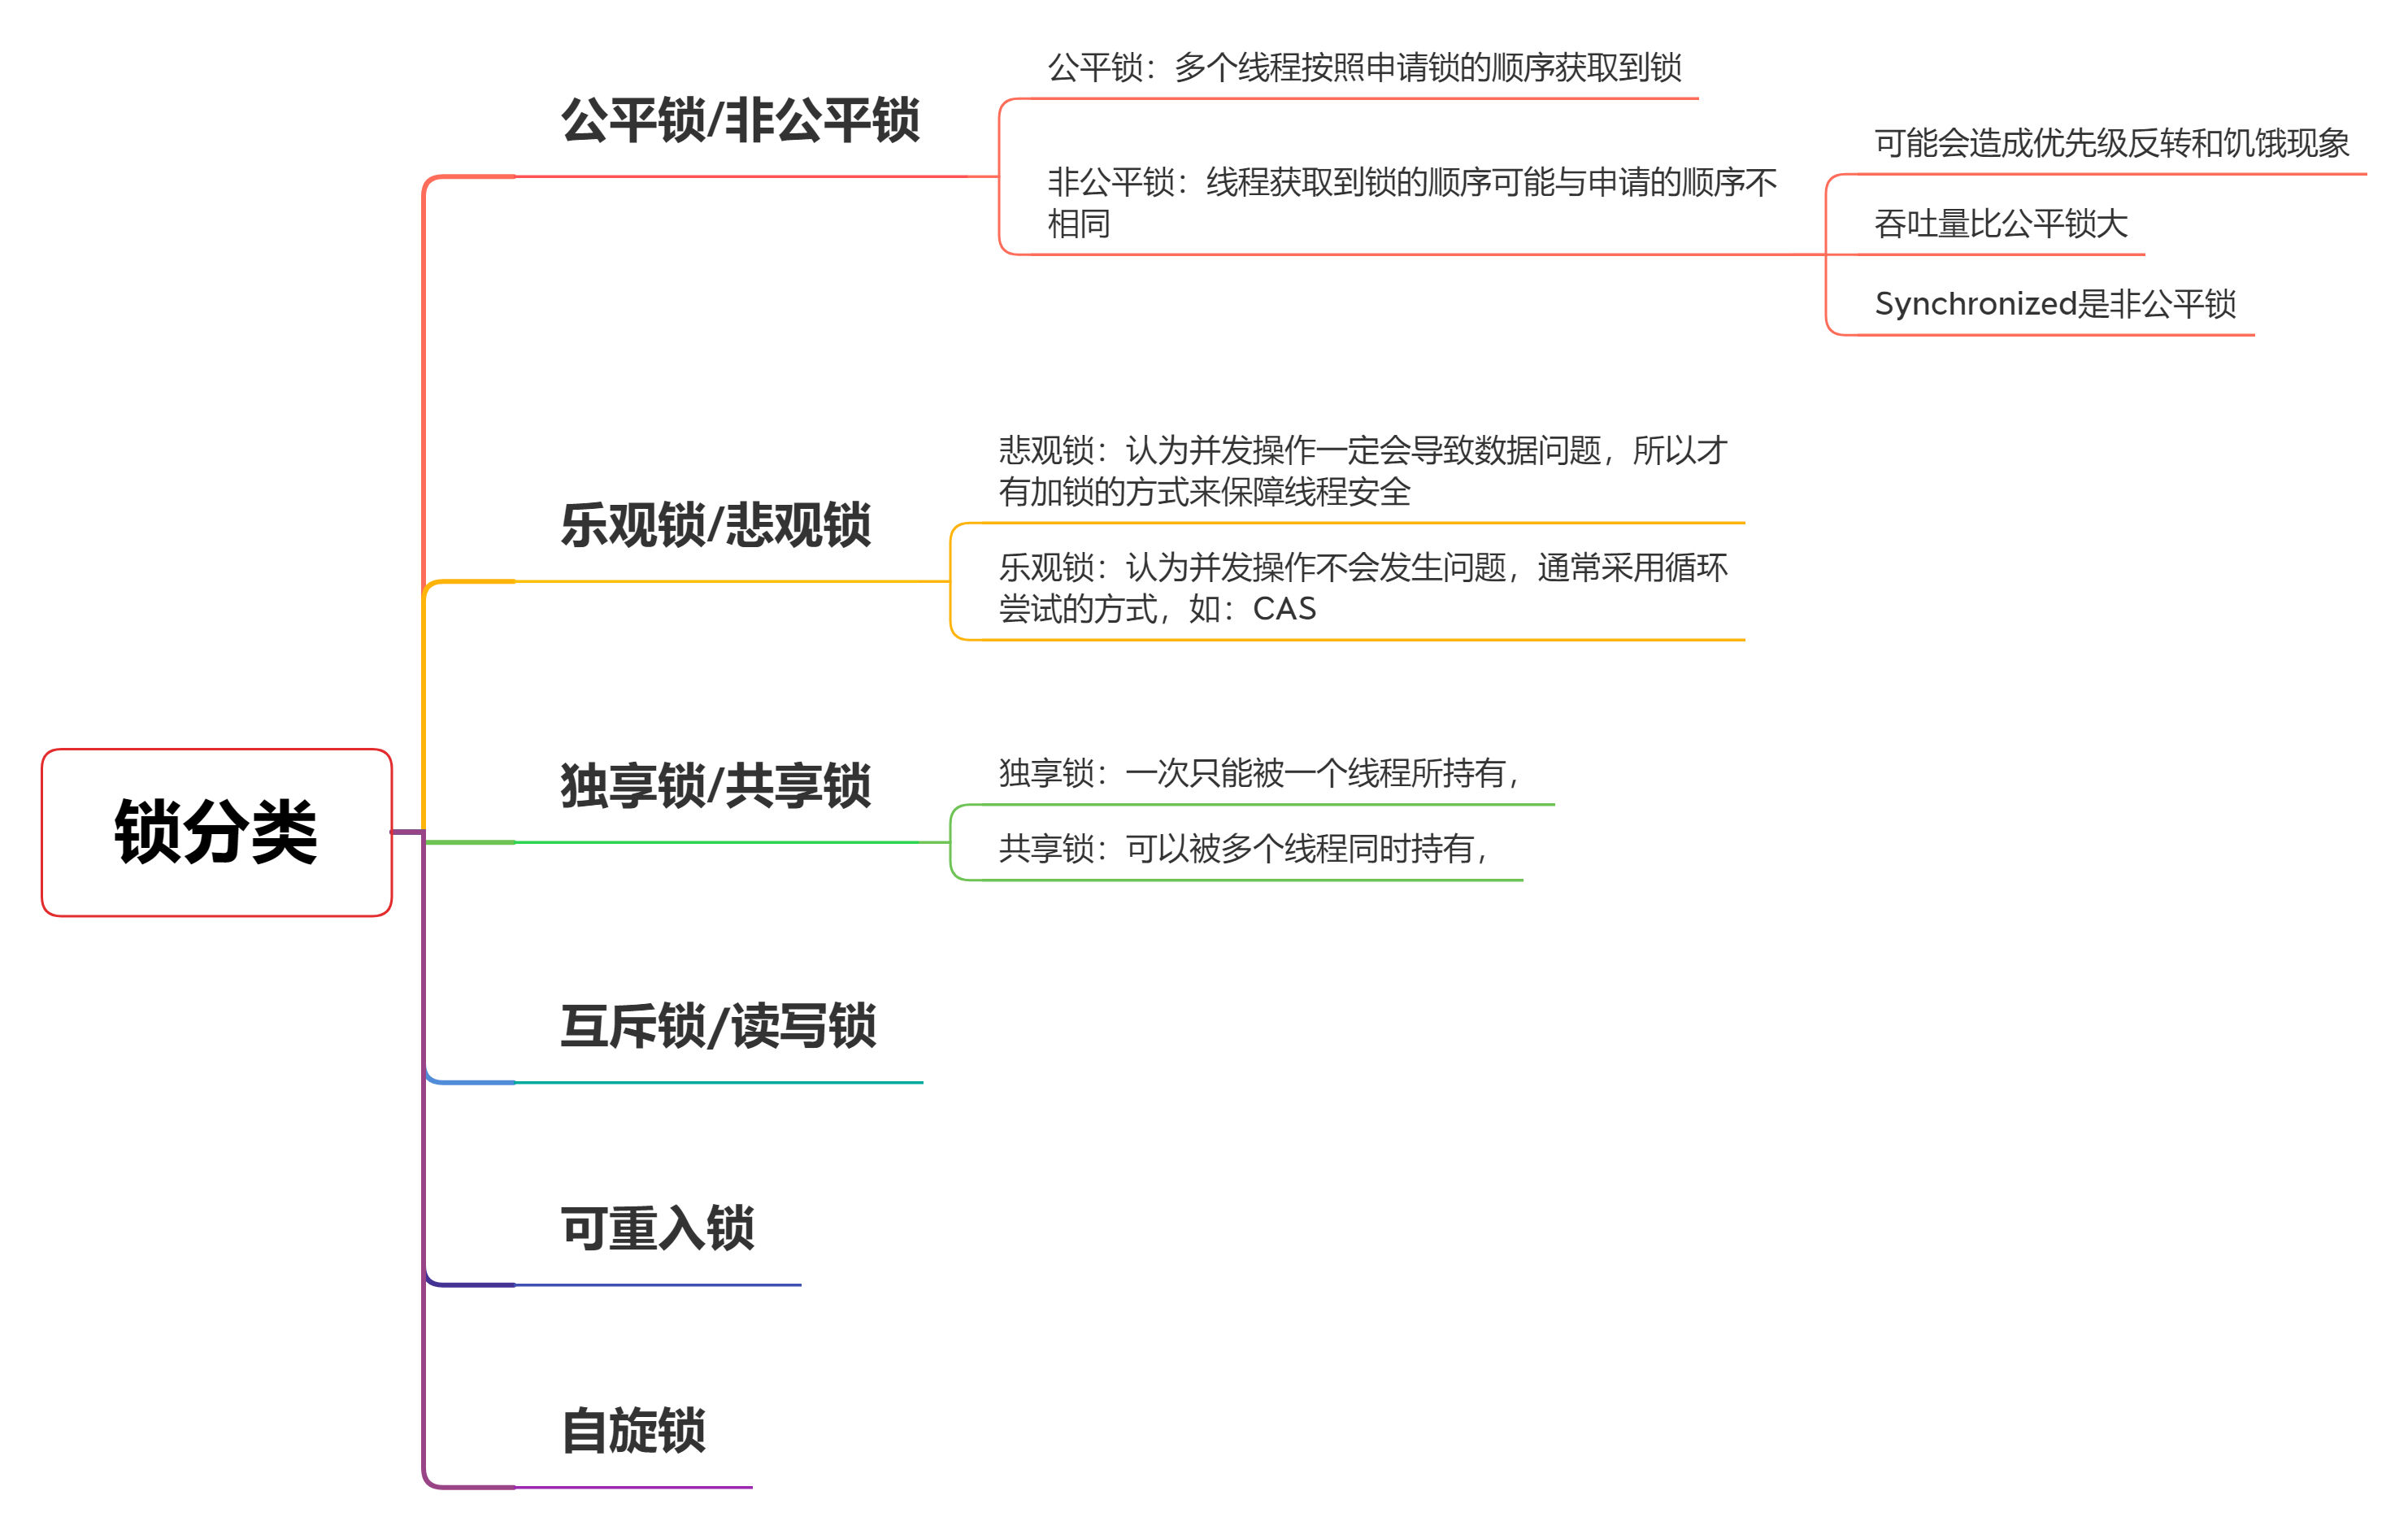 锁分类
公平锁/非公平锁
公平锁：多个线程按照申请锁的顺序获取到锁
非公平锁：线程获取到锁的顺序可能与申请的顺序不
相同
可能会造成优先级反转和饥饿现象
吞吐量比公平锁大
Synchronized是非公平锁
乐观锁/悲观锁
悲观锁：认为并发操作一定会导致数据问题，所以才
有加锁的方式来保障线程安全
乐观锁：认为并发操作不会发生问题，通常采用循环
尝试的方式，如：CAS
独享锁/共享锁
独享锁：一次只能被一个线程所持有，
共享锁：可以被多个线程同时持有，
互斥锁/读写锁
可重入锁
自旋锁